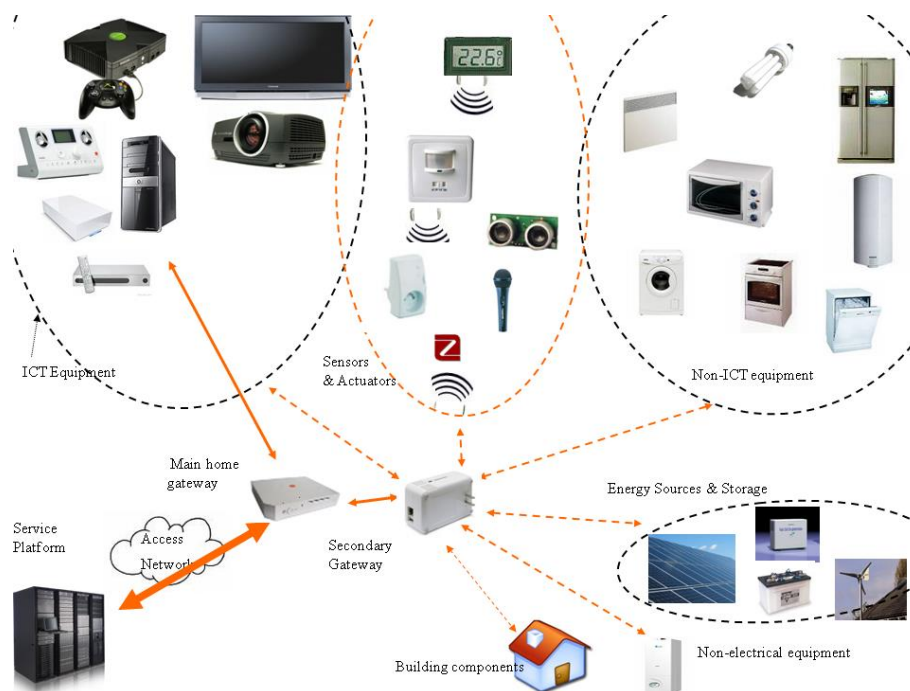 22.6°c
ICT Equipment
Sensors
& Actuators
Non-ICT equipment
Main home
gateway
Energy Sources & Storage
Service
Platform
Access
Network
Secondary
Gateway
Building components
Non-electrical equipment